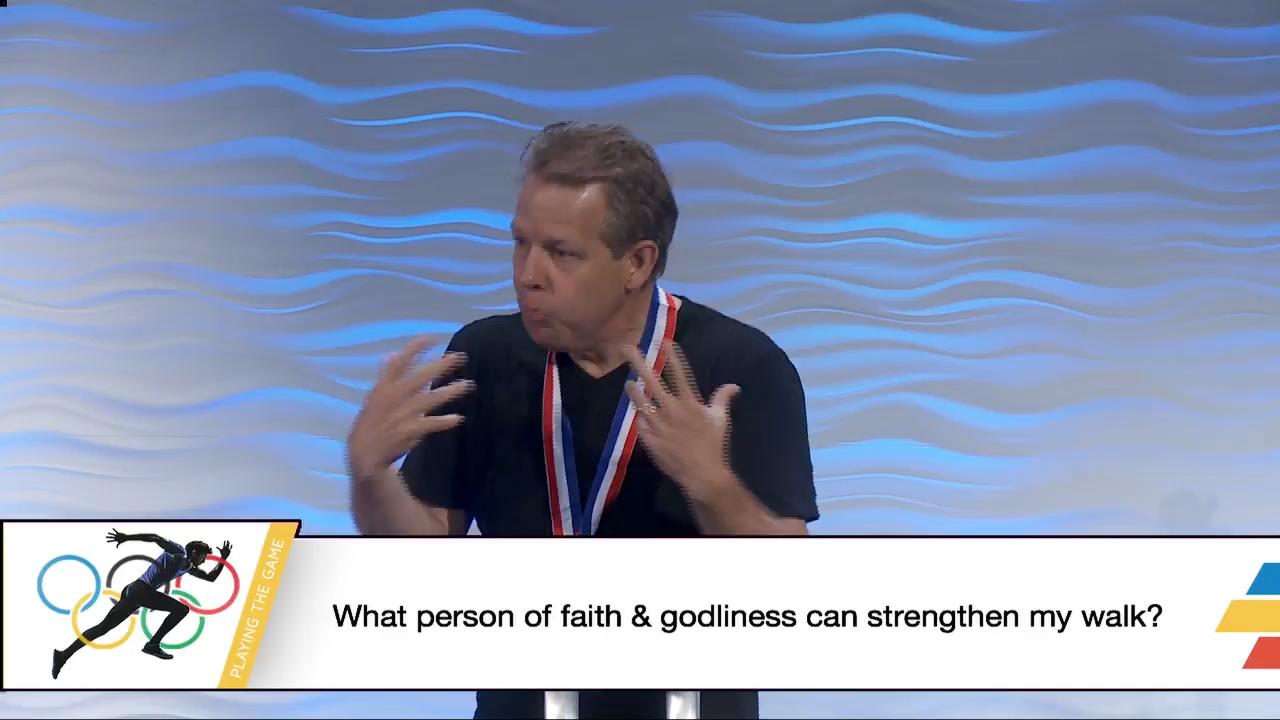 PLAYING THE GAME
What person of faith & godliness can strengthen my walk?